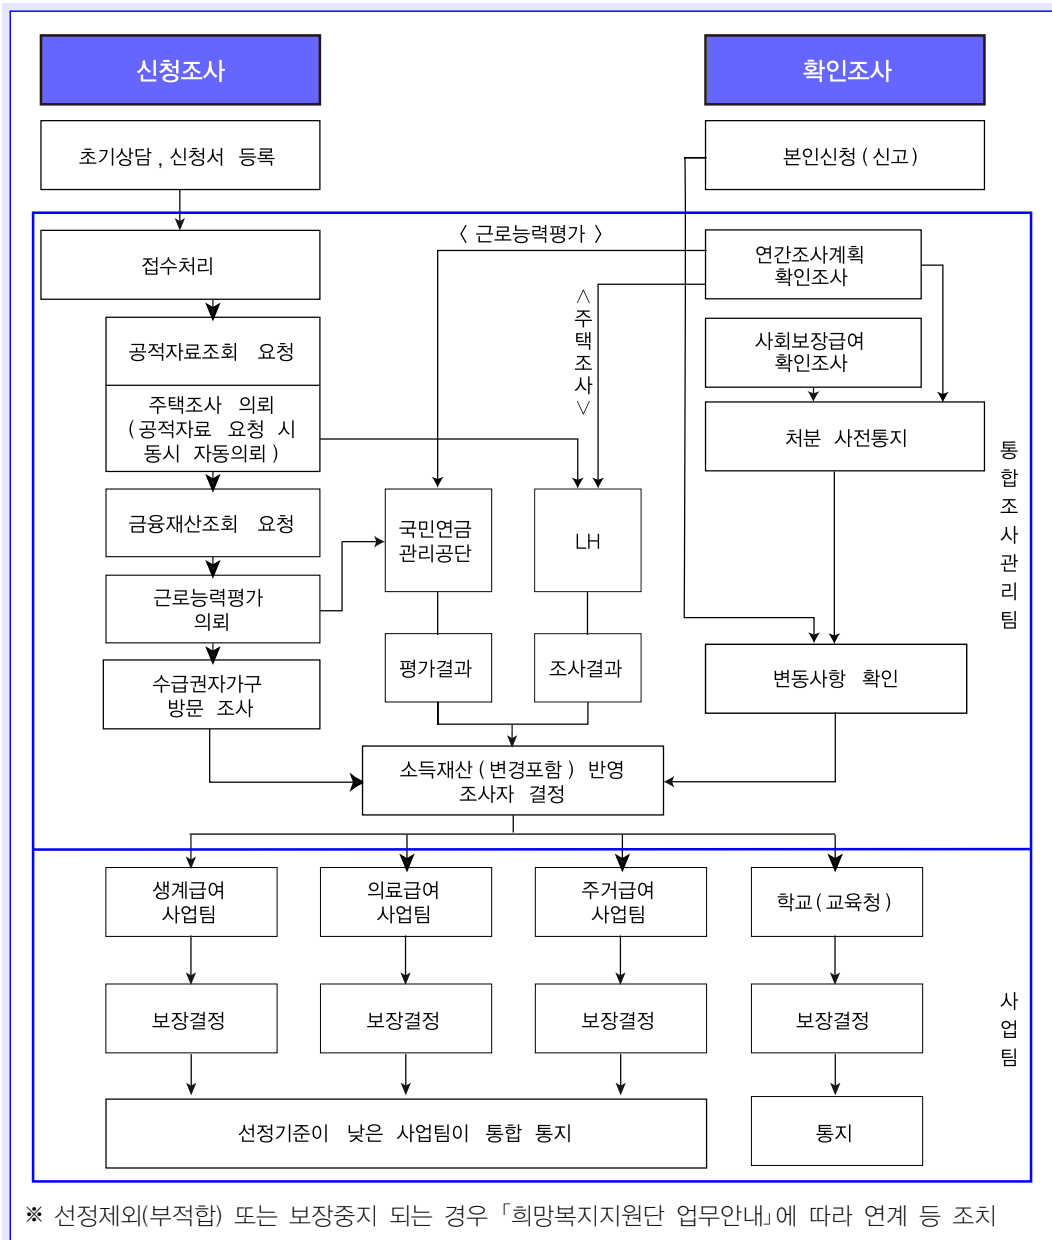 신청조사
확인조사
초기상담 , 신청서 등록
본인신청 ( 신고 )
〈 근로능력평가 〉
접수처리
연간조사계획
확인조사
〈주택조사〉
공적자료조회 요청
사회보장급여
확인조사
주택조사 의뢰
( 공적자료 요청 시
동시 자동의뢰 )
처분 사전통지
통합조사관리팀
금융재산조회 요청
국민연금
관리공단
LH
근로능력평가
의뢰
평가결과
조사결과
변동사항 확인
수급권자가구
방문 조사
소득재산 ( 변경포함 ) 반영
조사자 결정
생계급여
사업팀
의료급여
사업팀
주거급여
사업팀
학교 ( 교육청 )
사업팀
보장결정
보장결정
보장결정
보장결정
선정기준이 낮은 사업팀이 통합 통지
통지
※ 선정제외(부적합) 또는 보장중지 되는 경우 「희망복지지원단 업무안내」에 따라 연계 등 조치